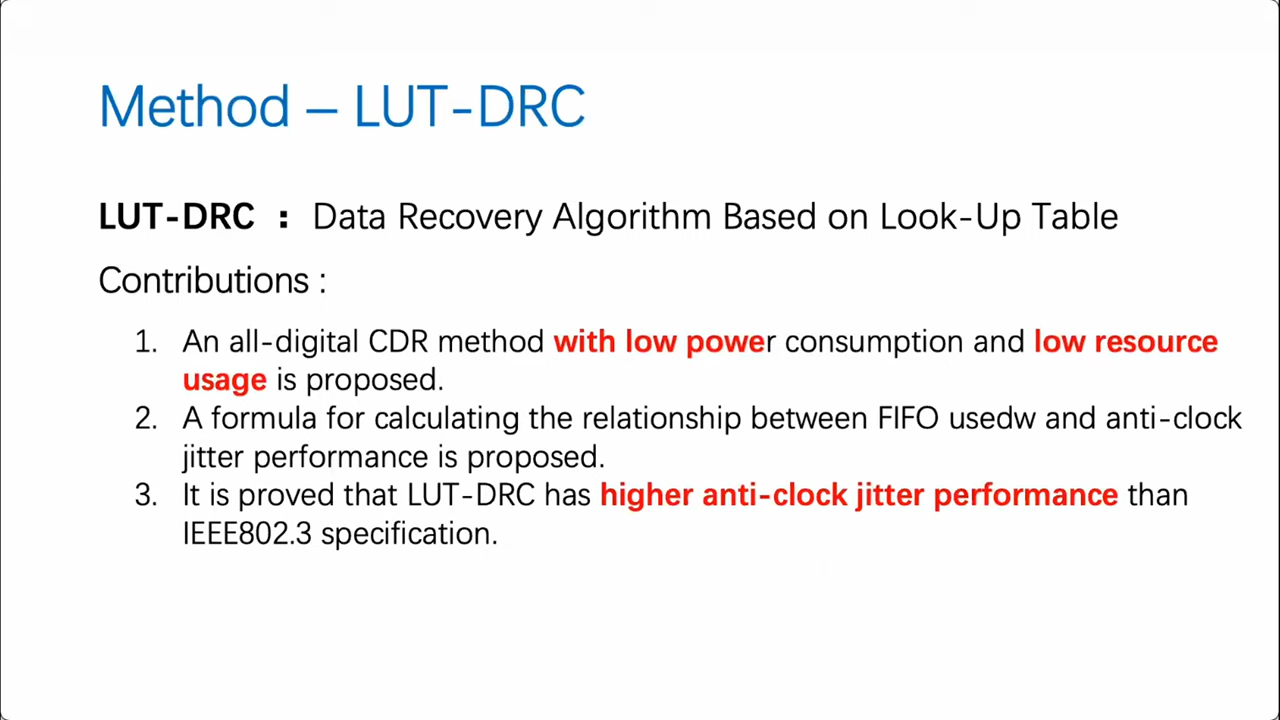 Method – LUT-DRC
LUT-DRC : Data Recovery Algorithm Based on Look-Up Table
Contributions :
1. An all-digital CDR method with low power consumption and low resource
usage is proposed.
2. A formula for calculating the relationship between FIFO usedw and anti-clock
jitter performance is proposed.
3. It is proved that LUT-DRC has higher anti-clock jitter performance than
IEEE802.3 specification.